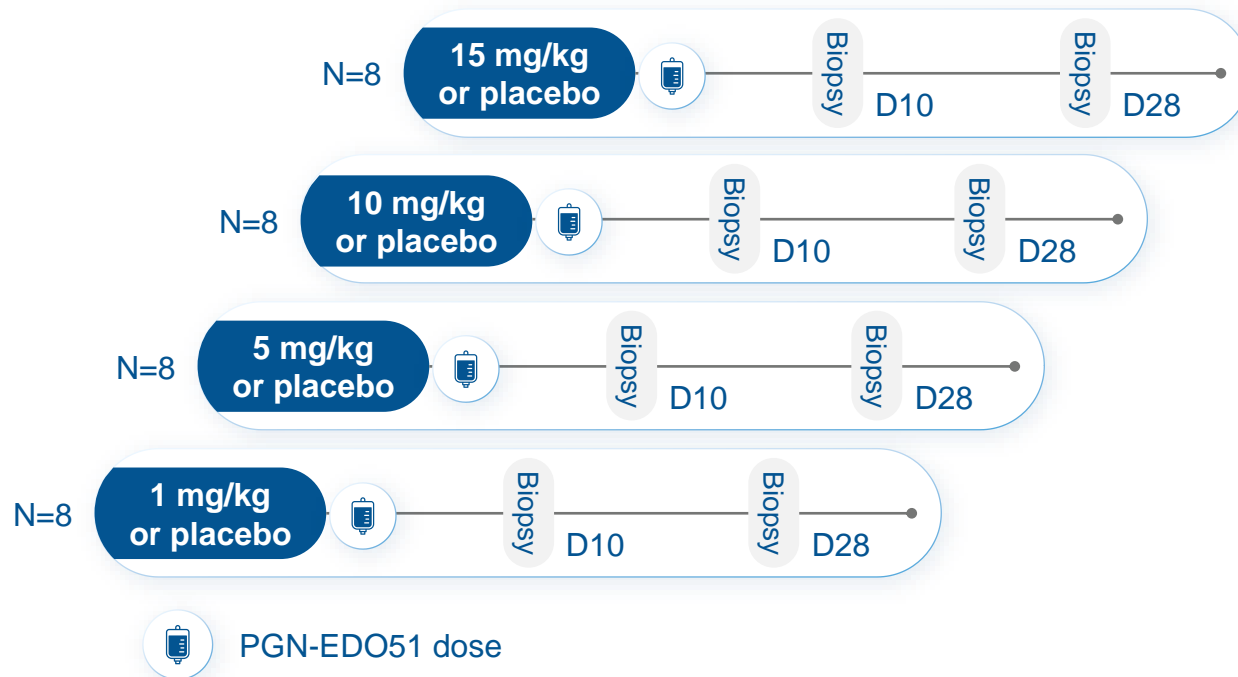 15 mg/kg
or placebo
N=8
Biopsy
D10
Biopsy
D28
10 mg/kg
or placebo
N=8
Biopsy
D10
Biopsy
D28
5 mg/kg
or placebo
N=8
Biopsy
D10
Biopsy
D28
1 mg/kg
or placebo
N=8
Biopsy
D10
Biopsy
D28
PGN-EDO51 dose